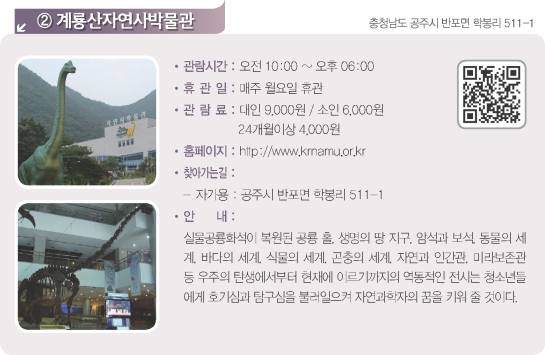 ② 계룡산자연사박물관
충청남도 공주시 반포면 학봉리 511-1
• 관람시간 : 오전 10:00 ~ 오후 06:00
• 휴 관 일 : 매주 월요일 휴관
• 관 람 료 : 대인 9,000원 / 소인 6,000원
24개월이상 4,000원
• 홈페이지 : http://www.krnamu.or.kr
• 찾아가는길 :
- 자가용 : 공주시 반포면 학봉리 511-1
• 안 내 :
실물공룡화석이 복원된 공룡 홀, 생명의 땅 지구, 암석과 보석, 동물의 세
계, 바다의 세계, 식물의 세계, 곤충의 세계, 자연과 인간관, 미라보존관
등 우주의 탄생에서부터 현재에 이르기까지의 역동적인 전시는 청소년들
에게 호기심과 탐구심을 불러일으켜 자연과학자의 꿈을 키워 줄 것이다.
자연사박물관